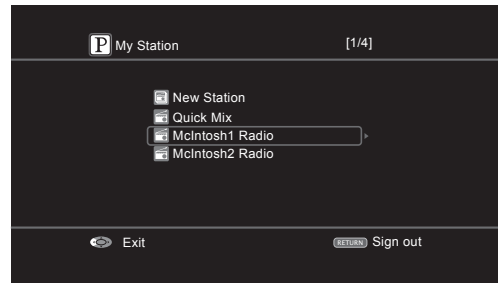 P My Station [1/4]
New Station
Quick Mix
McIntosh1 Radio
McIntosh2 Radio
Exit RETURN Sign out